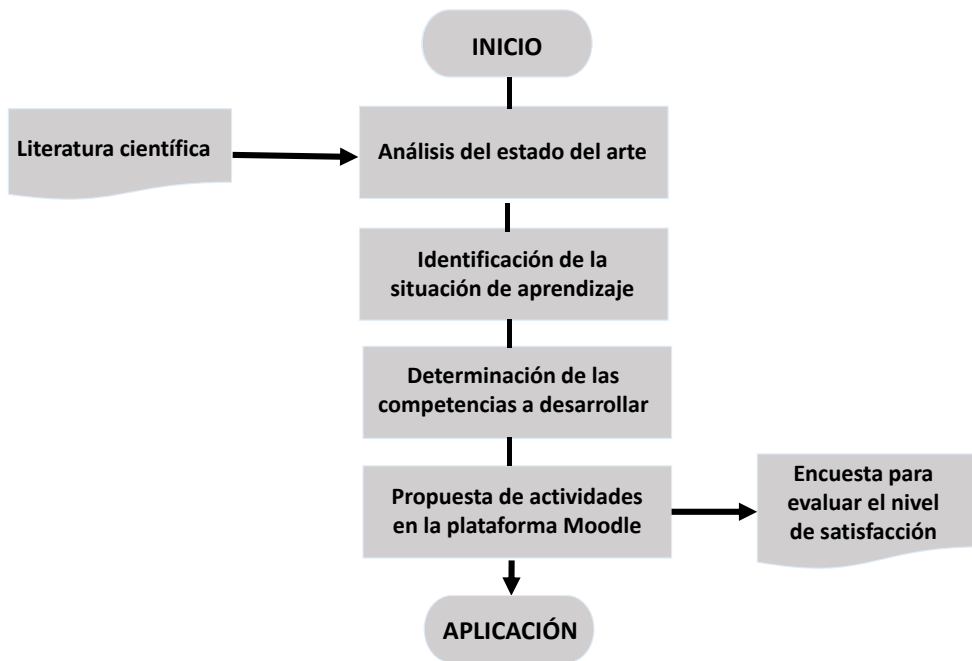 INICIO
Literatura científica
Análisis del estado del arte
Identificación de la
situación de aprendizaje
Determinación de las
competencias a desarrollar
Propuesta de actividades
en la plataforma Moodle
Encuesta para
evaluar el nivel
de satisfacción
APLICACIÓN